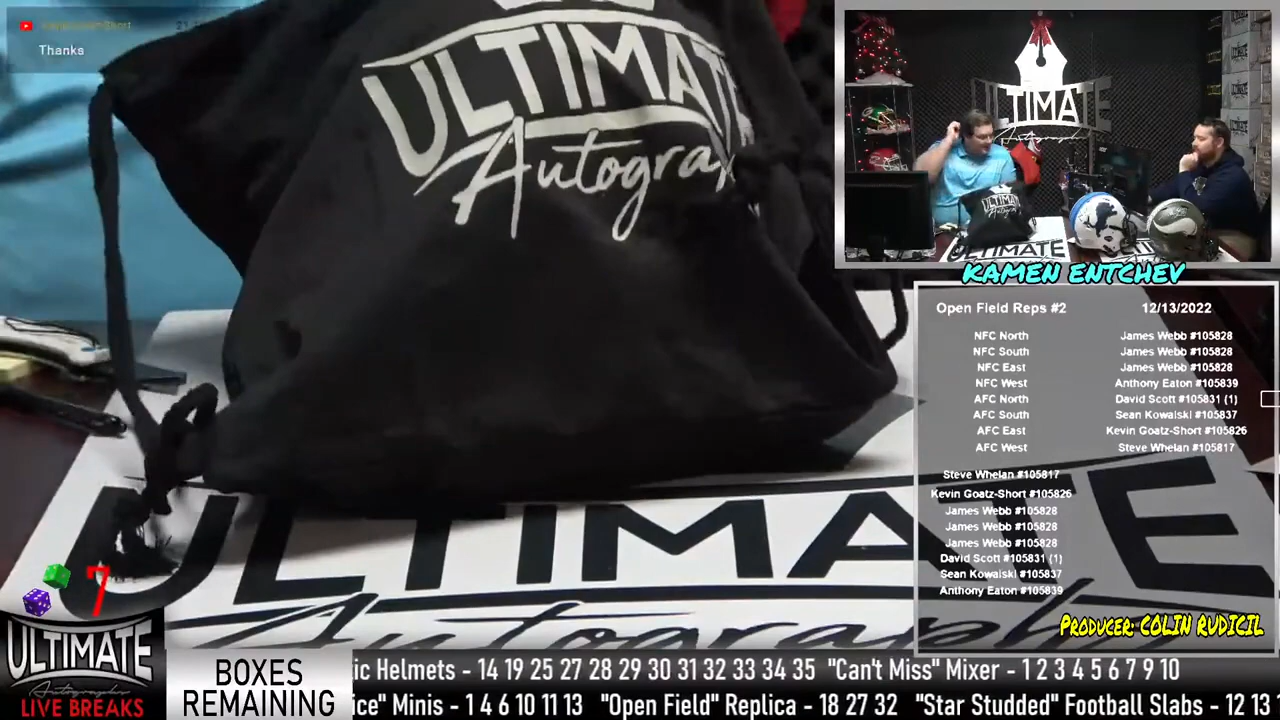 Thanks
ULTIMATE
Autogra
TIMATE
ULTIMATE
KAMEN ENTCHEV
Open Field Reps #2 12/13/2022
NFC North James Webb #105828
NFC South James Webb #105828
NFC East James Webb #105828
NFC West Anthony Eaton #105839
AFC North David Scott #105831 (1)
AFC South Sean Kowalski #105837
AFC East Kevin Goatz-Short #105826
AFC West Steve Whelan #105817
Steve Whelan #105817
Kevin Goatz-Short #105826
James Webb #105828
James Webb #105828
James Webb #105828
David Scott #105831 (1)
Sean Kowalski #105837
Anthony Eaton #105839
Producer: COLIN RUDICIL
ULTIMATE
Autograph
7
ULTIMATE
Autographs
LIVE BREAKS
BOXES
REMAINING
ic Helmets - 14 19 25 27 28 29 30 31 32 33 34 35 "Can't Miss" Mixer - 1 2 3 4 5 6 7 9 10
ice" Minis - 1 4 6 10 11 13 "Open Field" Replica - 18 27 32 "Star Studded" Football Slabs - 12 13